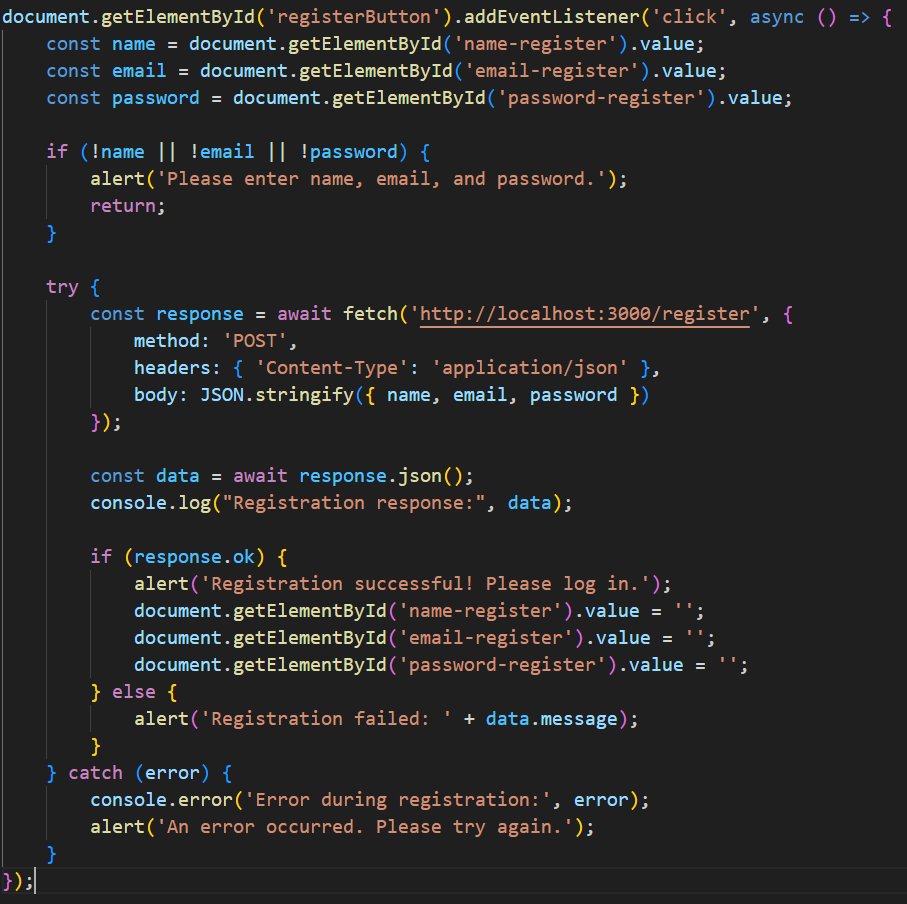 document.getElementById('registerButton').addEventListener('click', async () => {
    const name = document.getElementById('name-register').value;
    const email = document.getElementById('email-register').value;
    const password = document.getElementById('password-register').value;

    if (!name || !email || !password) {
        alert('Please enter name, email, and password.');
        return;
    }

    try {
        const response = await fetch('http://localhost:3000/register', {
            method: 'POST',
            headers: { 'Content-Type': 'application/json' },
            body: JSON.stringify({ name, email, password })
        });

        const data = await response.json();
        console.log("Registration response:", data);

        if (response.ok) {
            alert('Registration successful! Please log in.');
            document.getElementById('name-register').value = '';
            document.getElementById('email-register').value = '';
            document.getElementById('password-register').value = '';
        } else {
            alert('Registration failed: ' + data.message);
        }
    } catch (error) {
        console.error('Error during registration:', error);
        alert('An error occurred. Please try again.');
    }
});